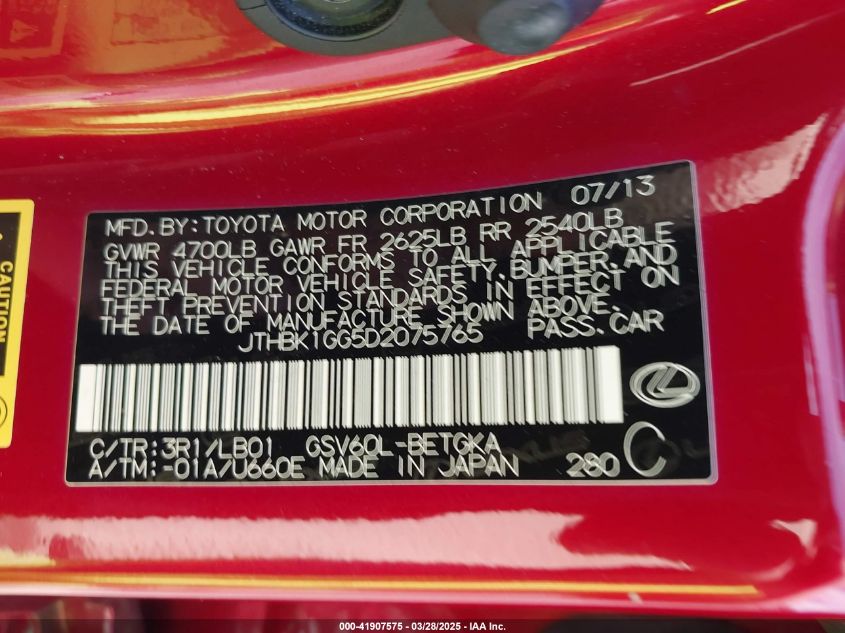 07/13
MFD. BY: TOYOTA MOTOR CORPORATION
GVWR 4700LB GAWR FR 2625LB RR 2540LB
THIS VEHICLE CONFORMS TO ALL APPLICABLE
FEDERAL MOTOR VEHICLE SAFETY, BUMPER, AND
THEFT PREVENTION STANDARDS IN EFFECT ON
THE DATE OF MANUFACTURE SHOWN ABOVE.
JTHBK1GG5D2075765 PASS. CAR
C/TR: 3R1/LB01 GSV60L-BETGKA
A/TM: -01A/U660E MADE IN JAPAN 280 C
CAUTION
000-41907575 | 03/28/2025 - IAA Inc.